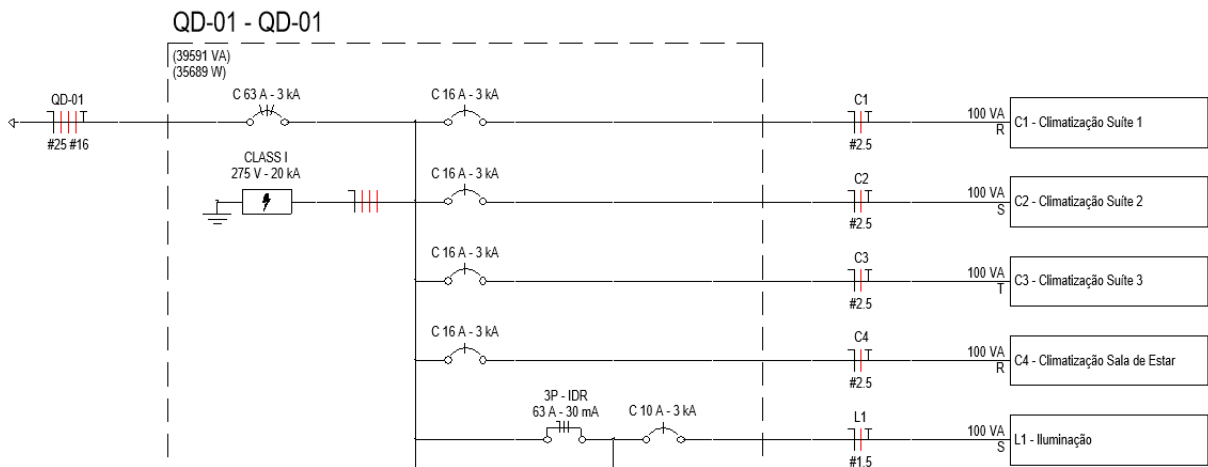 QD-01 - QD-01
(39591 VA)
(35689 W)
QD-01
#25 #16
C 63 A - 3 kA
C 16 A - 3 kA
C1
#2.5
100 VA
R
C1 - Climatização Suíte 1
CLASS I
275 V - 20 kA
C 16 A - 3 kA
C2
#2.5
100 VA
S
C2 - Climatização Suíte 2
C 16 A - 3 kA
C3
#2.5
100 VA
T
C3 - Climatização Suíte 3
C 16 A - 3 kA
C4
#2.5
100 VA
R
C4 - Climatização Sala de Estar
3P - IDR
63 A - 30 mA
C 10 A - 3 kA
L1
#1.5
100 VA
S
L1 - Iluminação